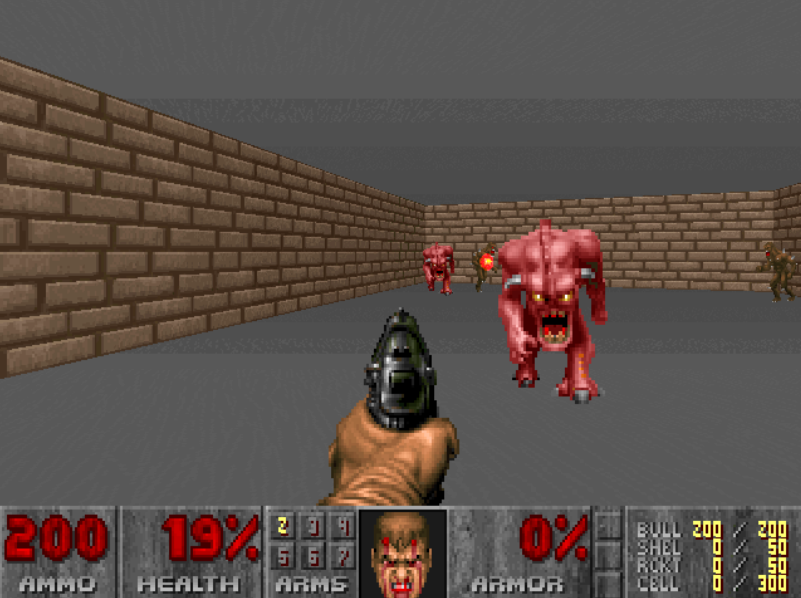 200 19% 2 3 4 0% BULL 200 / 200
5 6 7 SHEL 0 / 50
RCKT 0 / 50
AMMO HEALTH ARMS ARMOR CELL 0 / 300